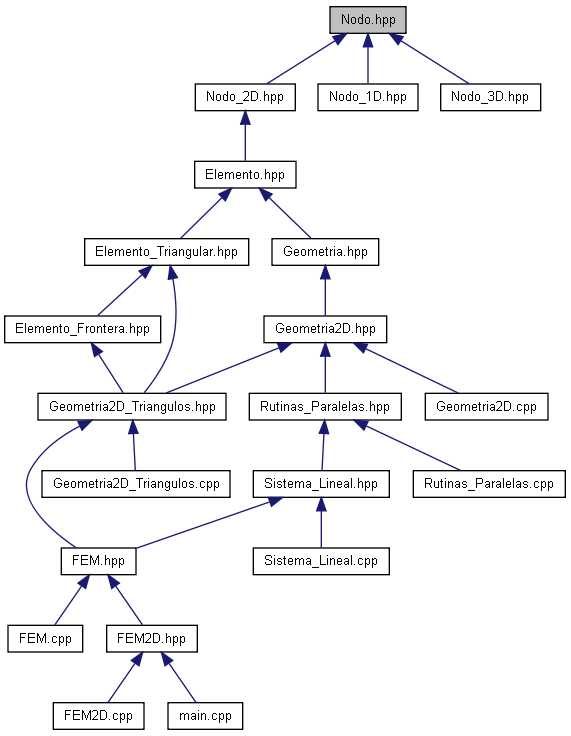 Nodo.hpp
Nodo_2D.hpp
Nodo_1D.hpp
Nodo_3D.hpp
Elemento.hpp
Elemento_Triangular.hpp
Geometria.hpp
Elemento_Frontera.hpp
Geometria2D.hpp
Geometria2D_Triangulos.hpp
Rutinas_Paralelas.hpp
Geometria2D.cpp
Geometria2D_Triangulos.cpp
Sistema_Lineal.hpp
Rutinas_Paralelas.cpp
FEM.hpp
Sistema_Lineal.cpp
FEM.cpp
FEM2D.hpp
FEM2D.cpp
main.cpp